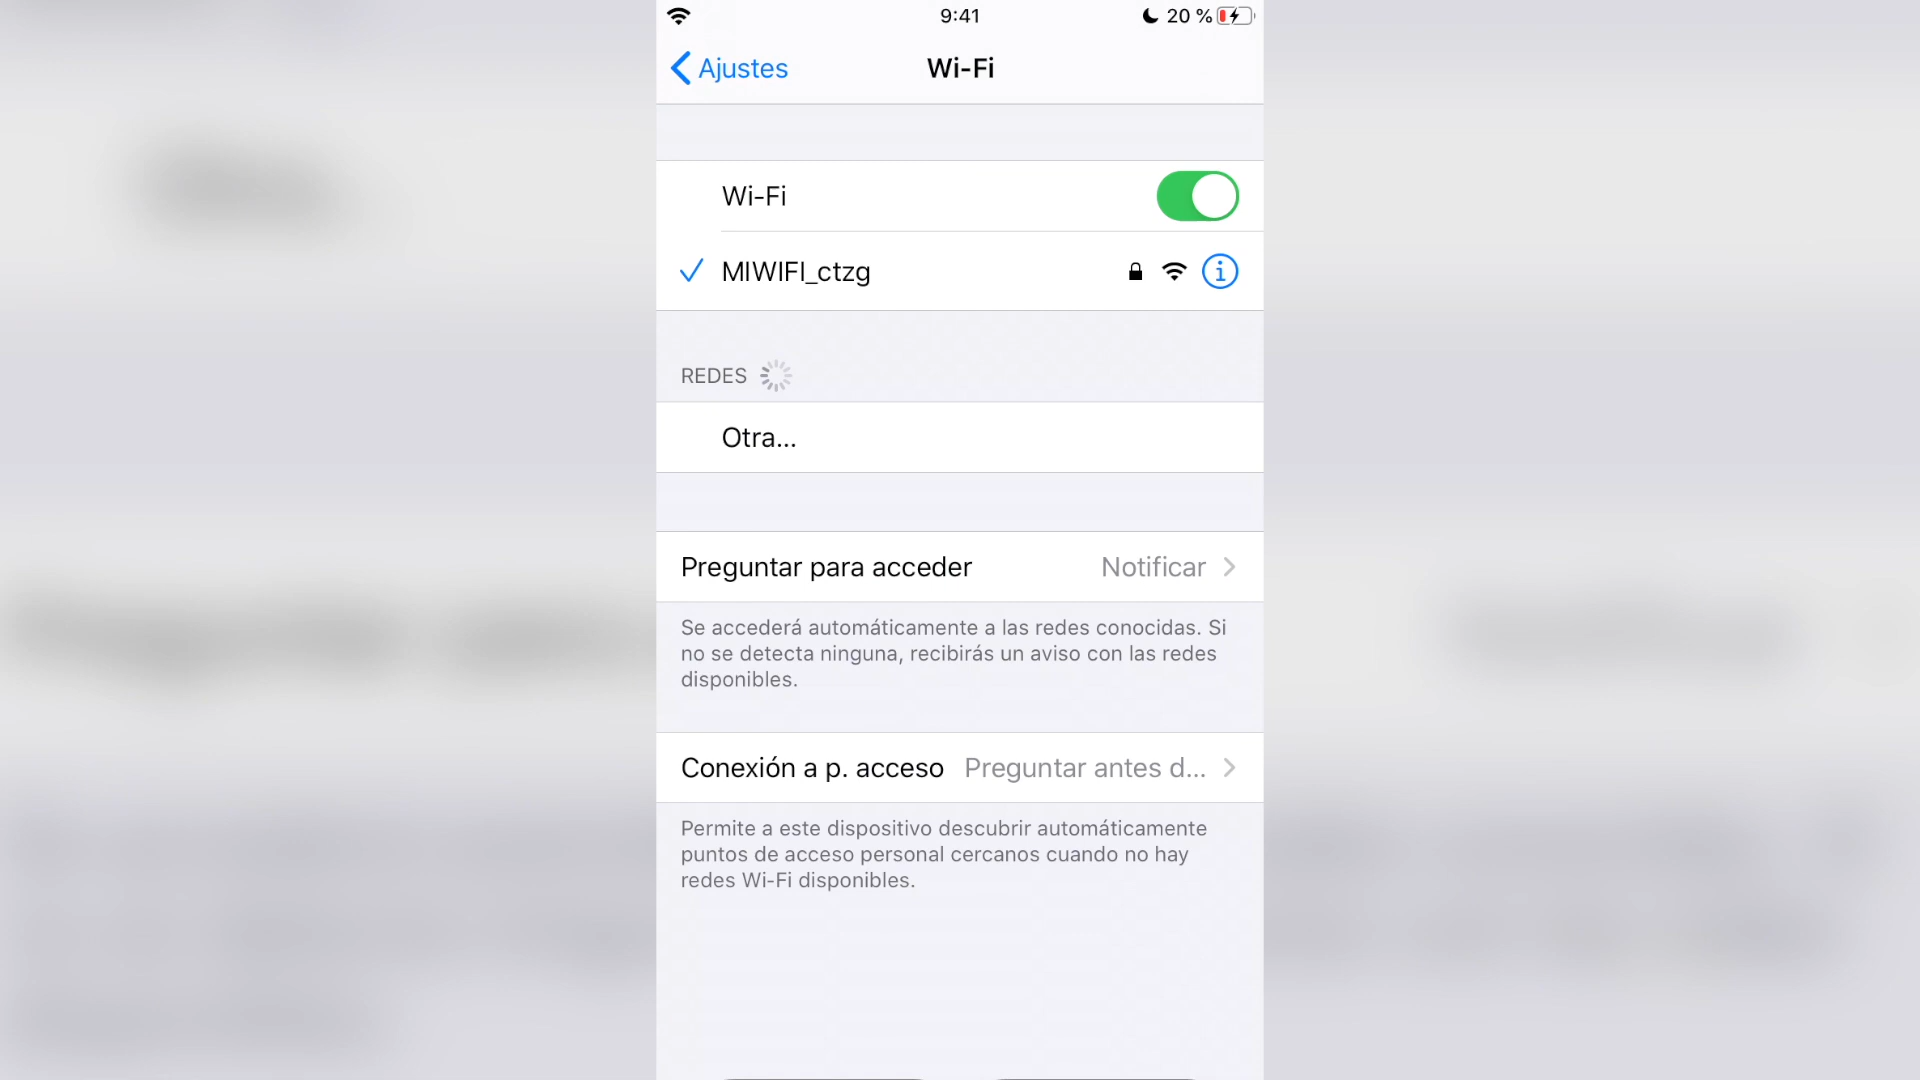 9:41
20 %
Ajustes
Wi-Fi
Wi-Fi
MIWIFI_ctzg
REDES
Otra...
Preguntar para acceder Notificar
Se accederá automáticamente a las redes conocidas. Si
no se detecta ninguna, recibirás un aviso con las redes
disponibles.
Conexión a p. acceso Preguntar antes d...
Permite a este dispositivo descubrir automáticamente
puntos de acceso personal cercanos cuando no hay
redes Wi-Fi disponibles.